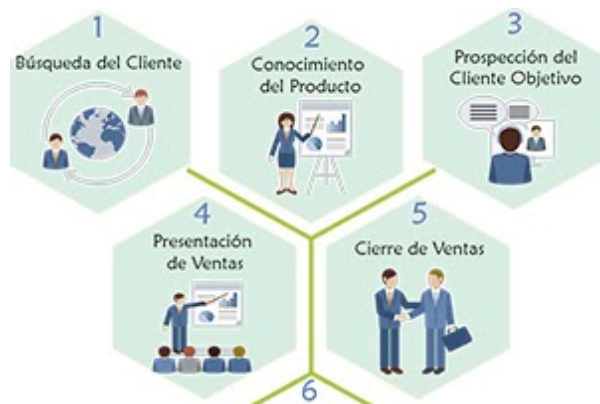 1
Búsqueda del Cliente
2
Conocimiento
del Producto
3
Prospección del
Cliente Objetivo
4
Presentación
de Ventas
5
Cierre de Ventas
6